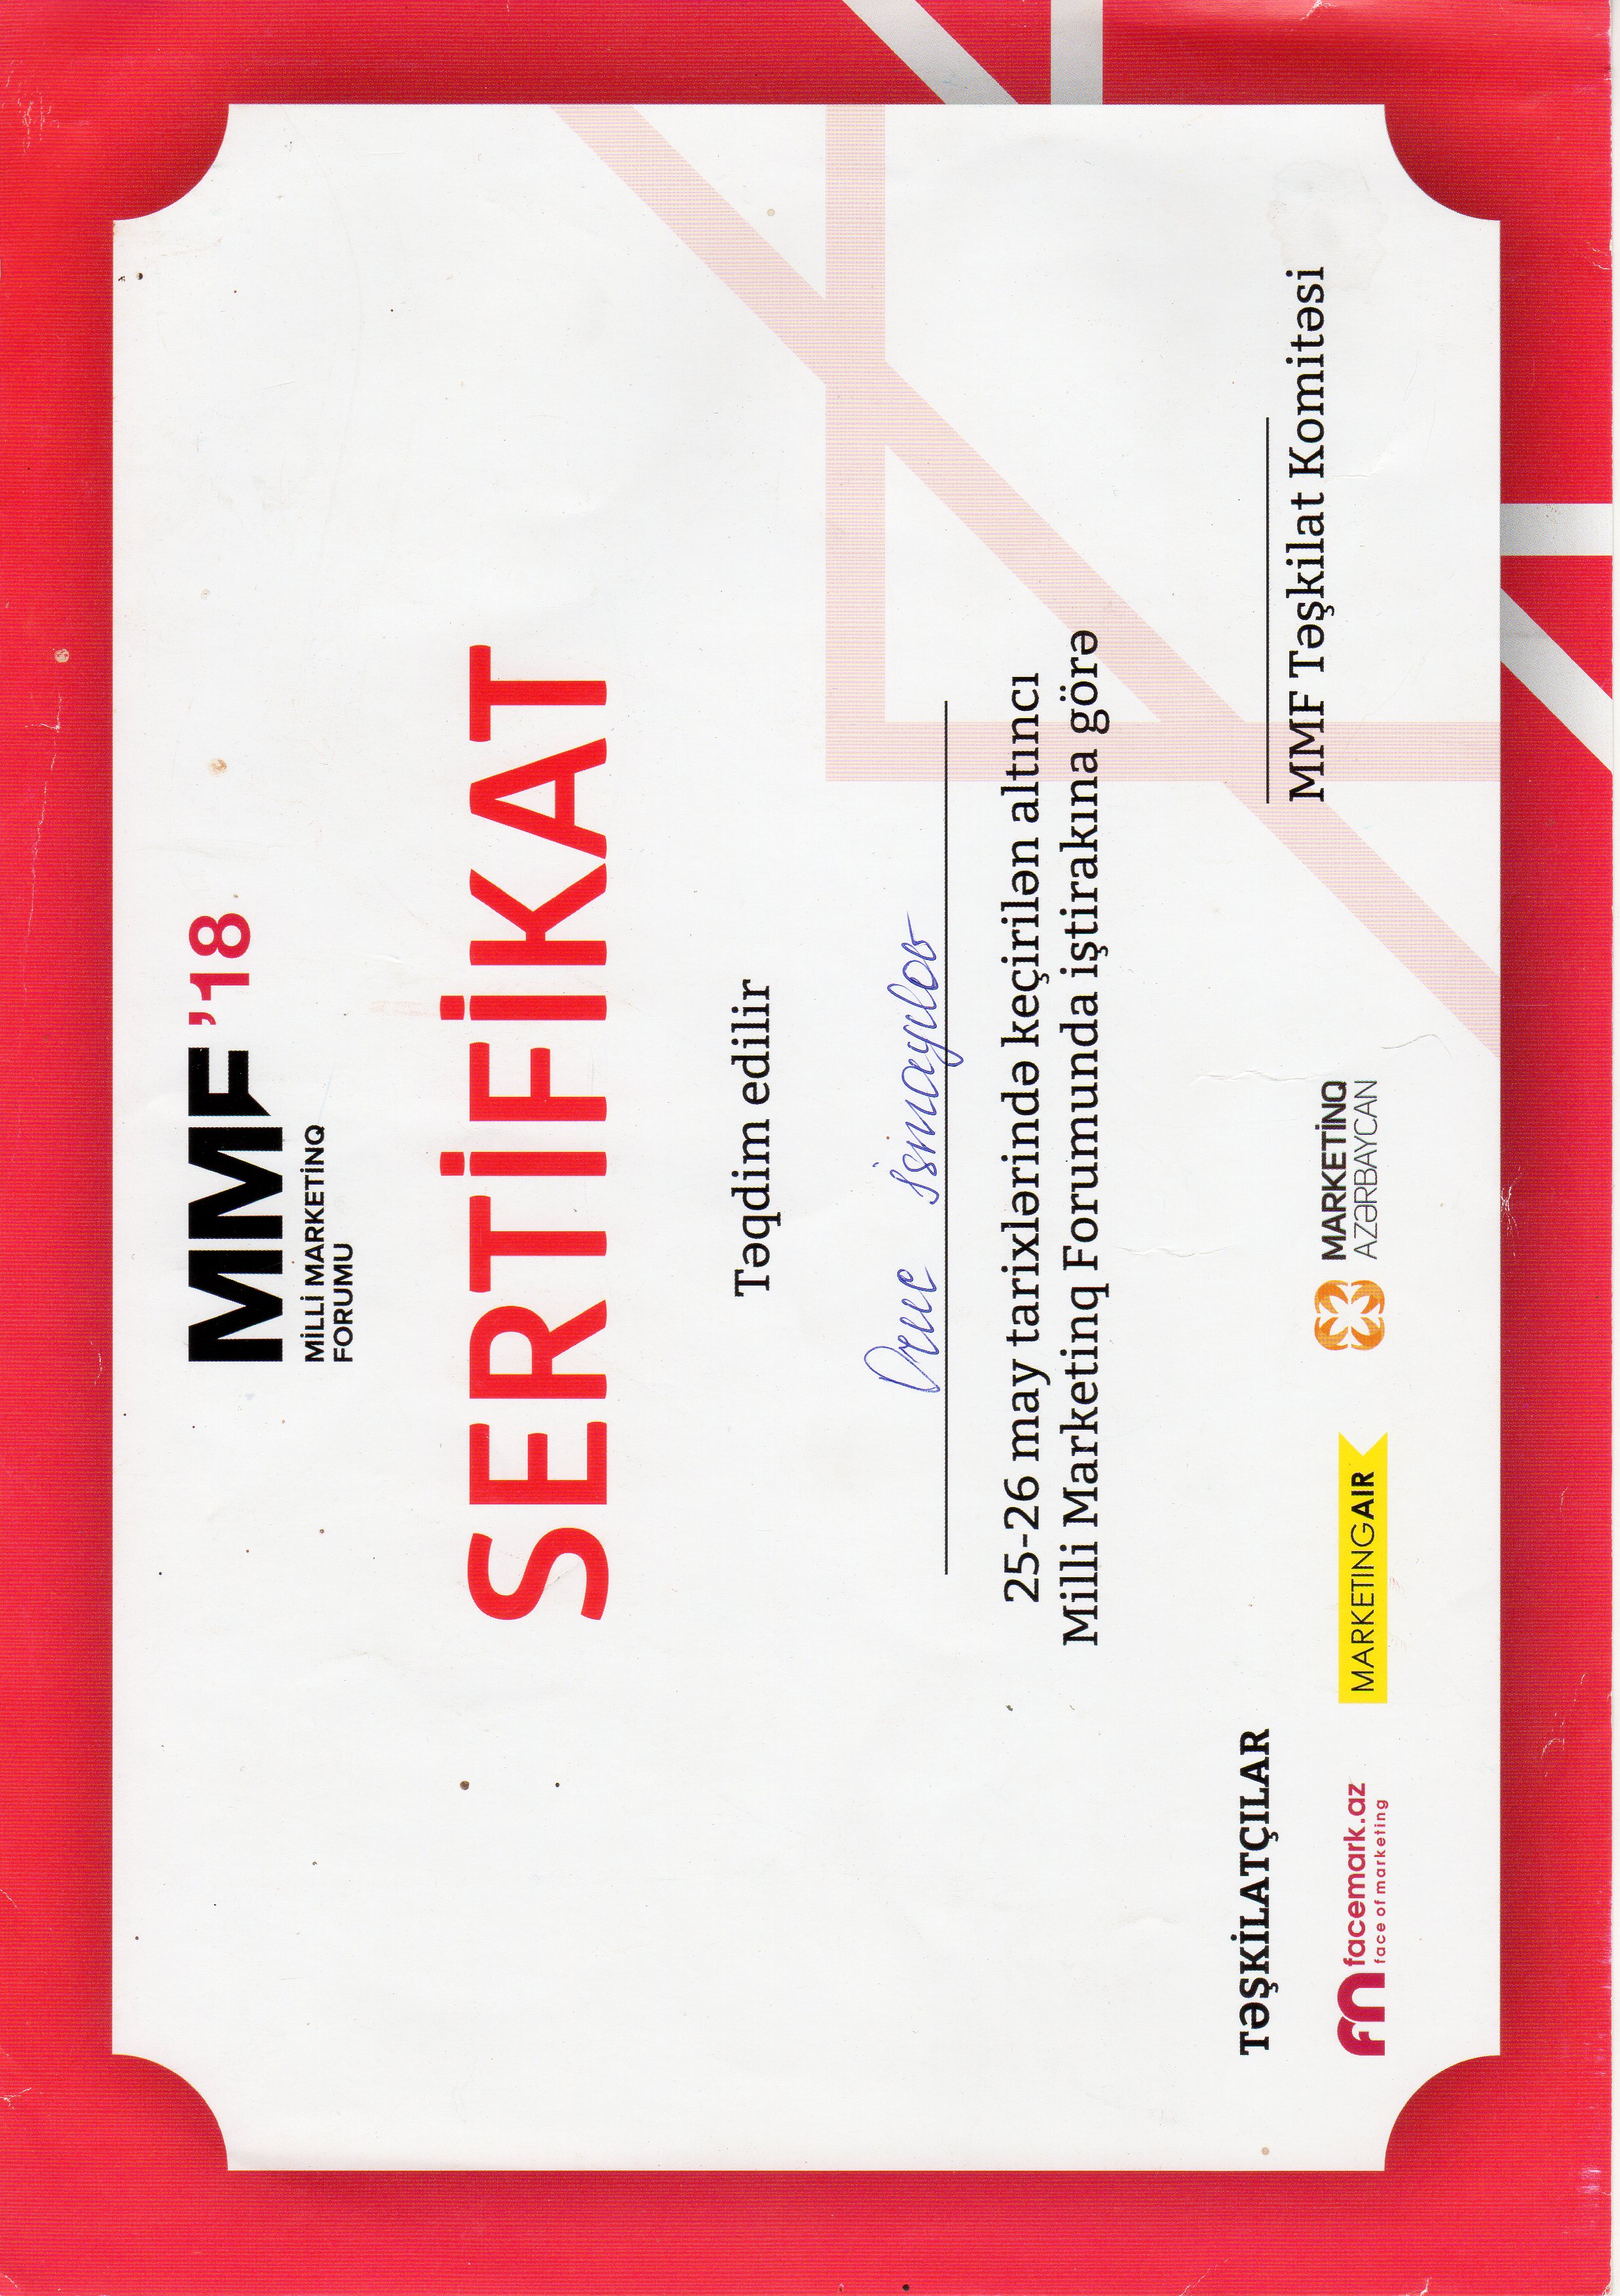 MMF '18
MİLLİ MARKETİNQ
FORUMU
SERTİFİKAT
Təqdim edilir
Oruc ismayılov
25-26 may tarixlərində keçirilən altıncı
Milli Marketinq Forumunda iştirakına görə
MMF Təşkilat Komitəsi
TƏŞKİLATÇILAR
facemark.az
face of marketing
MARKETINGAIR
MARKETİNQ
AZƏRBAYCAN